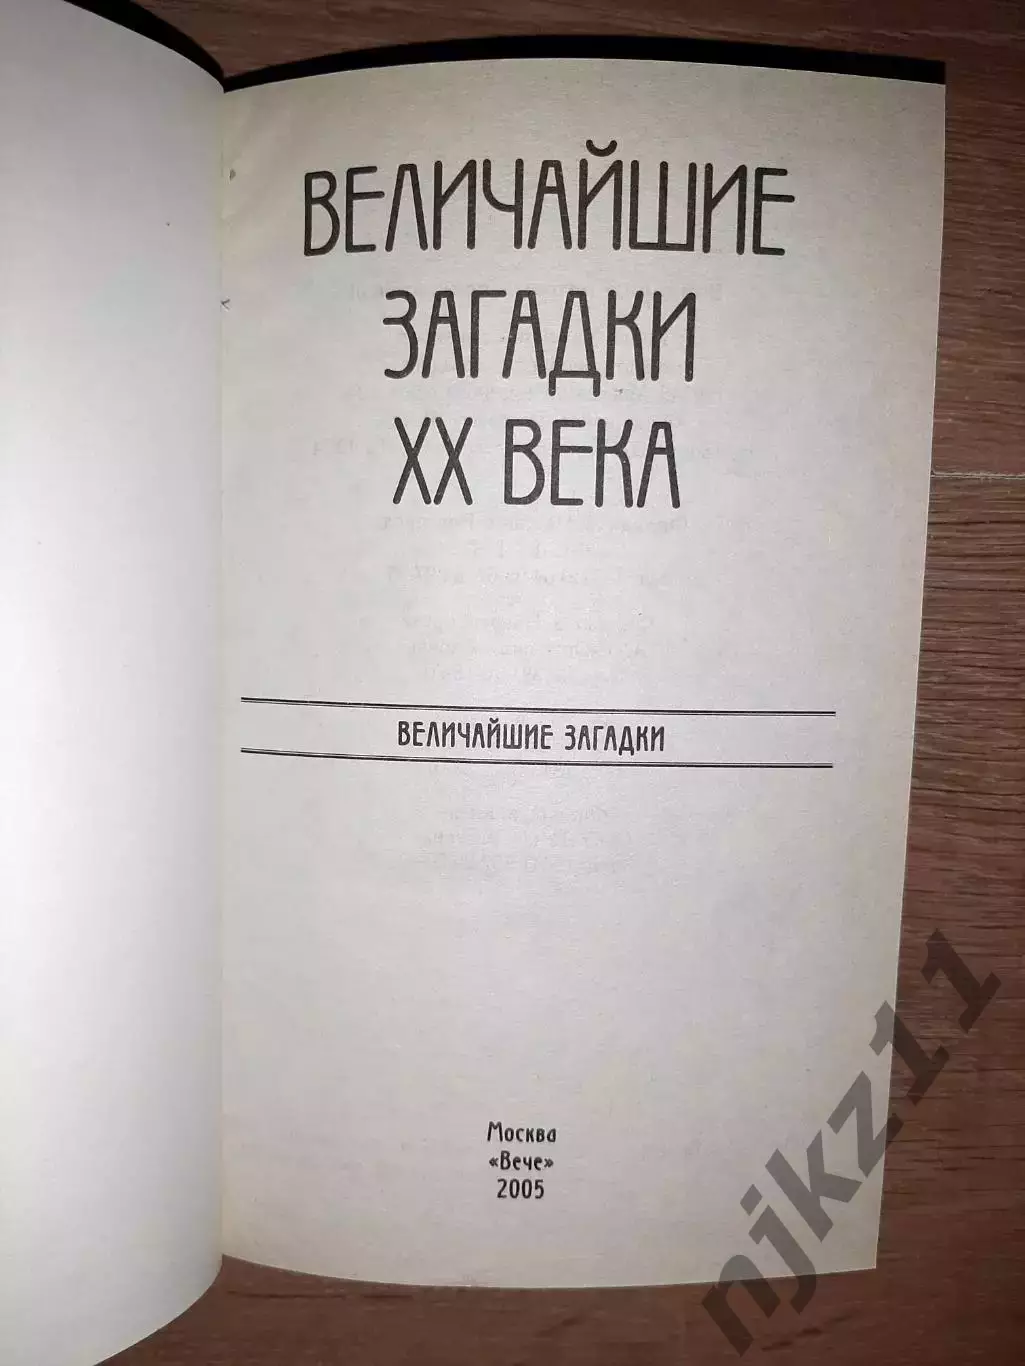 ВЕЛИЧАЙШИЕ
ЗАГАДКИ
XX ВЕКА
ВЕЛИЧАЙШИЕ ЗАГАДКИ
Москва
«Вече»
2005
njkz11